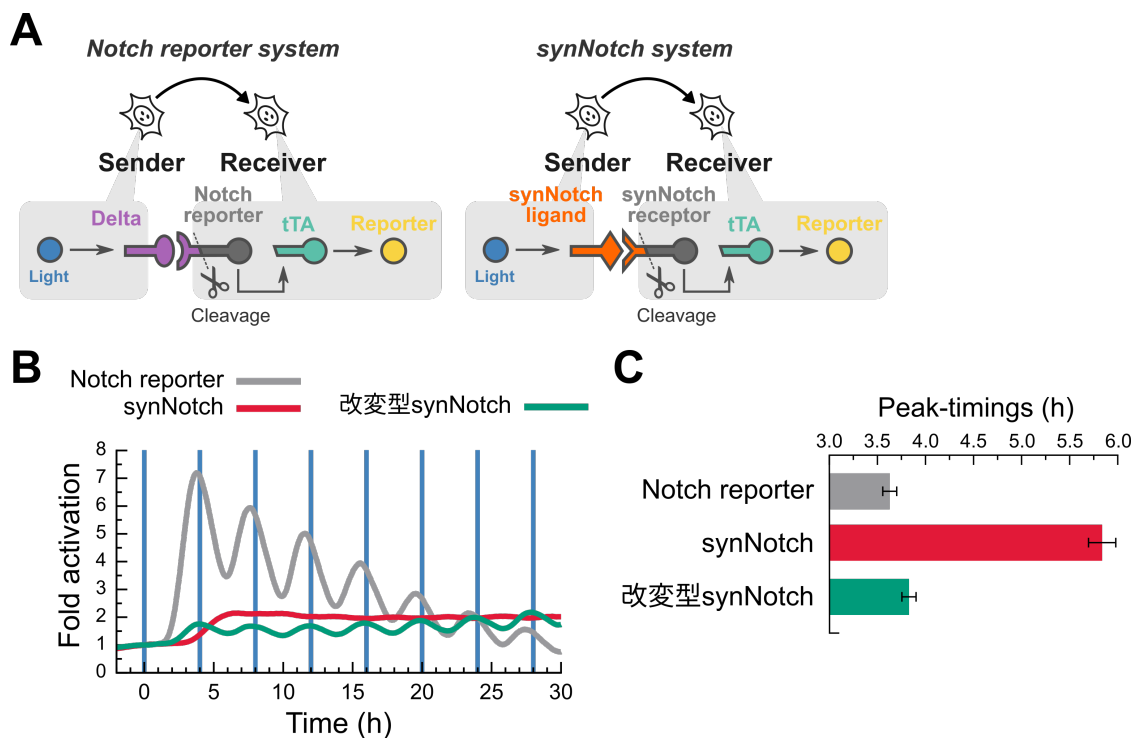 A
Notch reporter system
Sender
Receiver
Delta
Notch
reporter
tTA
Reporter
Light
Cleavage
synNotch system
Sender
Receiver
synNotch
ligand
synNotch
receptor
tTA
Reporter
Light
Cleavage
B
Notch reporter
synNotch
改変型synNotch
Fold activation
8
7
6
5
4
3
2
1
0
0
5
10
15
20
25
30
Time (h)
C
Peak-timings (h)
3.0
3.5
4.0
4.5
5.0
5.5
6.0
Notch reporter
synNotch
改変型synNotch